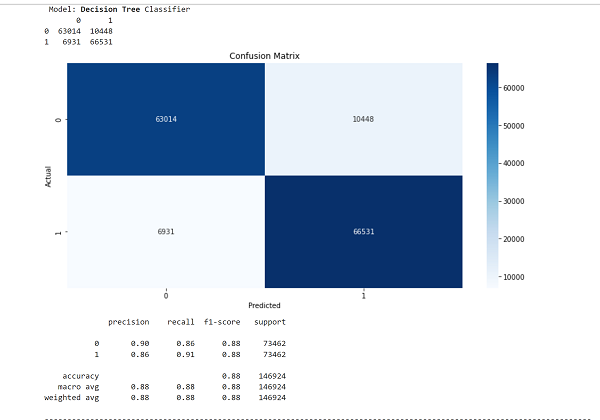 Model: Decision Tree Classifier
0 1
0 63014 10448
1 6931 66531
Confusion Matrix
60000
50000
40000
30000
20000
10000
Actual
0
63014 10448
1
6931 66531
0 1
Predicted
precision recall f1-score support
0 0.90 0.86 0.88 73462
1 0.86 0.91 0.88 73462
accuracy 0.88 146924
macro avg 0.88 0.88 0.88 146924
weighted avg 0.88 0.88 0.88 146924